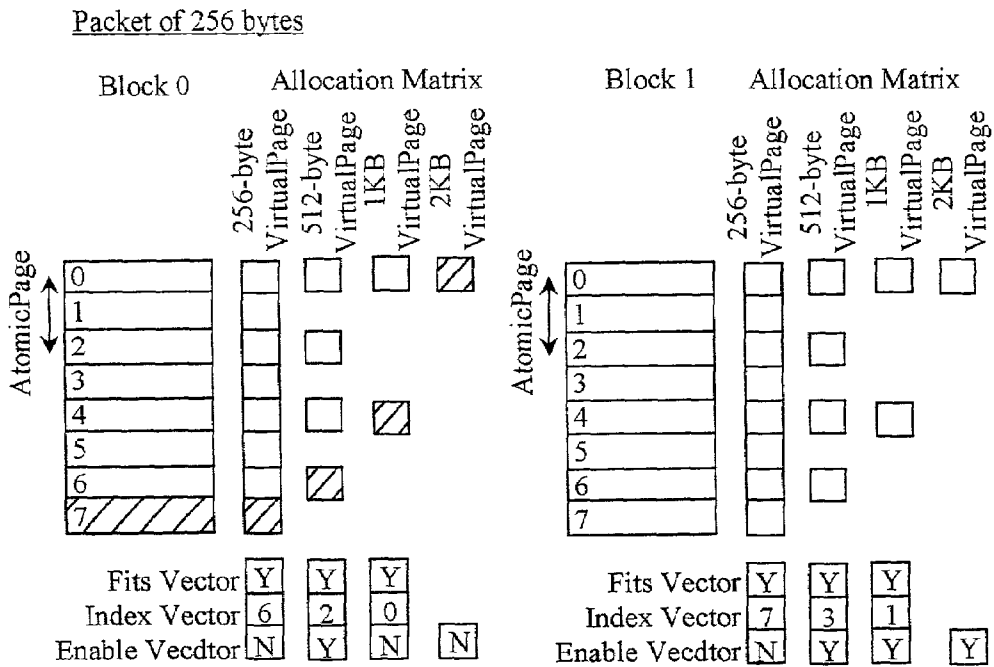 Packet of 256 bytes
Block 0
Allocation Matrix
256-byte
VirtualPage
512-byte
VirtualPage
1KB
VirtualPage
2KB
VirtualPage
AtomicPage
0
1
2
3
4
5
6
7
Fits Vector Y Y Y
Index Vector 6 2 0
Enable Vecdtor N Y N N
Block 1
Allocation Matrix
256-byte
VirtualPage
512-byte
VirtualPage
1KB
VirtualPage
2KB
VirtualPage
AtomicPage
0
1
2
3
4
5
6
7
Fits Vector Y Y Y
Index Vector 7 3 1
Enable Vecdtor N Y Y Y